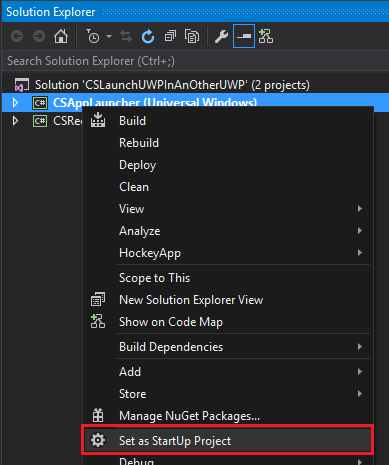 Solution Explorer
Search Solution Explorer (Ctrl+;)
Solution 'CSLaunchUWPInAnOtherUWP' (2 projects)
C# CSAppLauncher (Universal Windows)
C# CSRe
Build
Rebuild
Deploy
Clean
View
Analyze
HockeyApp
Scope to This
New Solution Explorer View
Show on Code Map
Build Dependencies
Add
Store
Manage NuGet Packages...
Set as StartUp Project
Debug